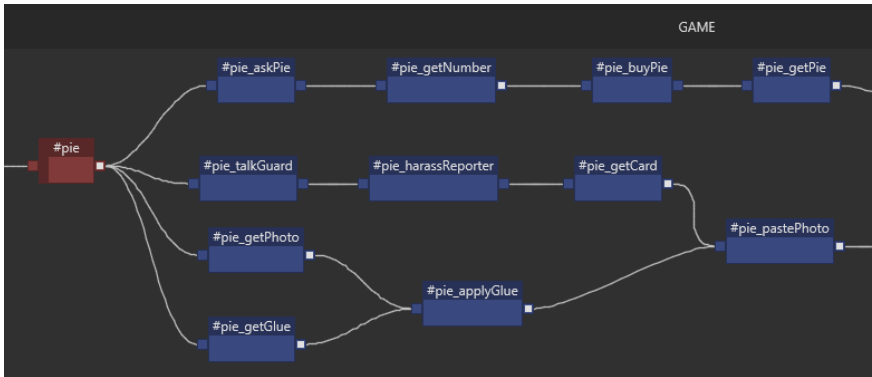 GAME
#pie_askPie
#pie_getNumber
#pie_buyPie
#pie_getPie
#pie
#pie_talkGuard
#pie_harassReporter
#pie_getCard
#pie_getPhoto
#pie_pastePhoto
#pie_applyGlue
#pie_getGlue